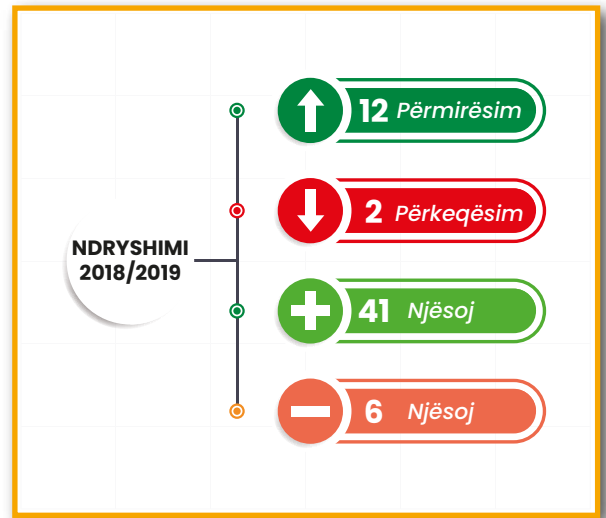 NDRYSHIMI
2018/2019
12 Përmirësim
2 Përkeqësim
41 Njësoj
6 Njësoj